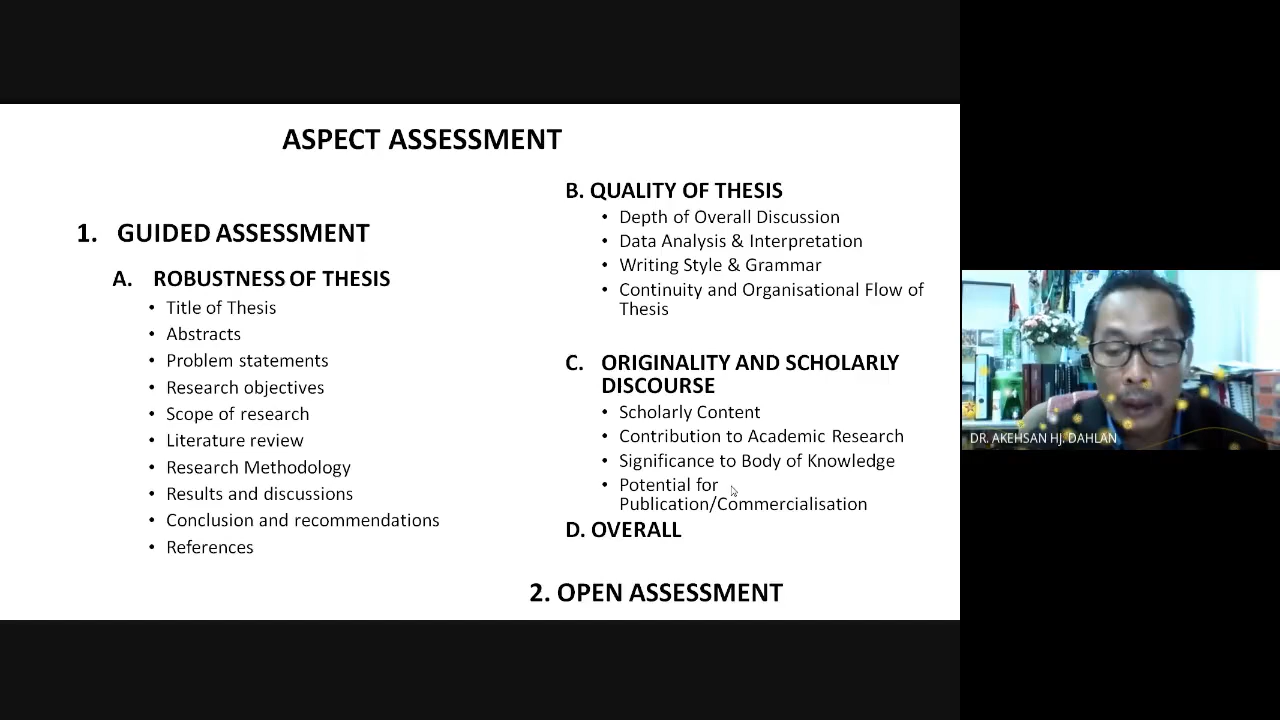 ASPECT ASSESSMENT
1. GUIDED ASSESSMENT
A. ROBUSTNESS OF THESIS
• Title of Thesis
• Abstracts
• Problem statements
• Research objectives
• Scope of research
• Literature review
• Research Methodology
• Results and discussions
• Conclusion and recommendations
• References
B. QUALITY OF THESIS
• Depth of Overall Discussion
• Data Analysis & Interpretation
• Writing Style & Grammar
• Continuity and Organisational Flow of
Thesis
C. ORIGINALITY AND SCHOLARLY
DISCOURSE
• Scholarly Content
• Contribution to Academic Research
• Significance to Body of Knowledge
• Potential for
Publication/Commercialisation
D. OVERALL
2. OPEN ASSESSMENT
DR. AKEHSAN HJ. DAHLAN